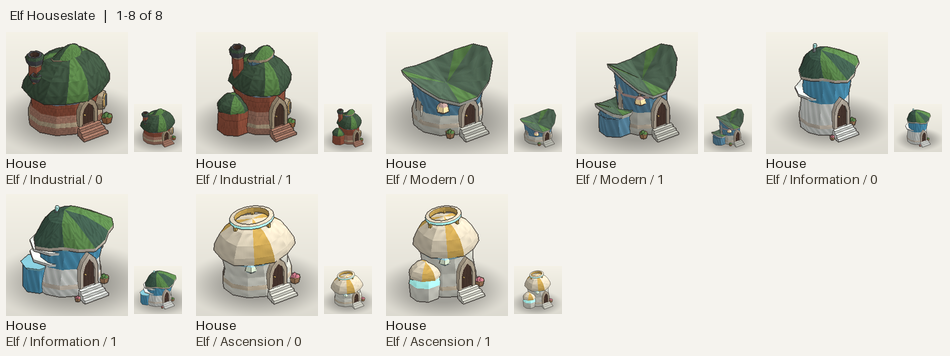 Elf Houseslate | 1-8 of 8
House
Elf / Industrial / 0
House
Elf / Industrial / 1
House
Elf / Modern / 0
House
Elf / Modern / 1
House
Elf / Information / 0
House
Elf / Information / 1
House
Elf / Ascension / 0
House
Elf / Ascension / 1